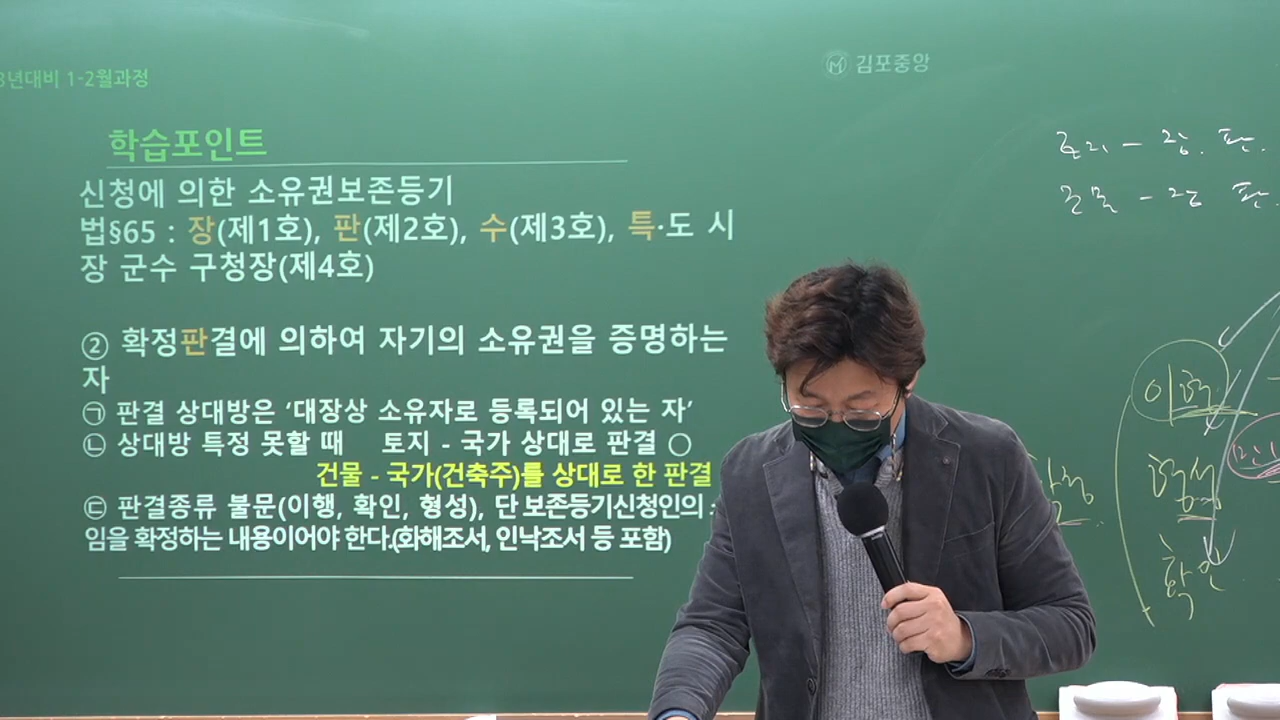 3년대비 1-2월과정
김포중앙
학습포인트
신청에 의한 소유권보존등기
법§65 : 장(제1호), 판(제2호), 수(제3호), 특·도 시
장 군수 구청장(제4호)
② 확정판결에 의하여 자기의 소유권을 증명하는
자
㉠ 판결 상대방은 ‘대장상 소유자로 등록되어 있는 자’
㉡ 상대방 특정 못할 때 토지 - 국가 상대로 판결 ○
건물 - 국가(건축주)를 상대로 한 판결
㉢ 판결종류 불문(이행, 확인, 형성), 단 보존등기신청인의
임을 확정하는 내용이어야 한다.(화해조서, 인낙조서 등 포함)
이행
형성
확인